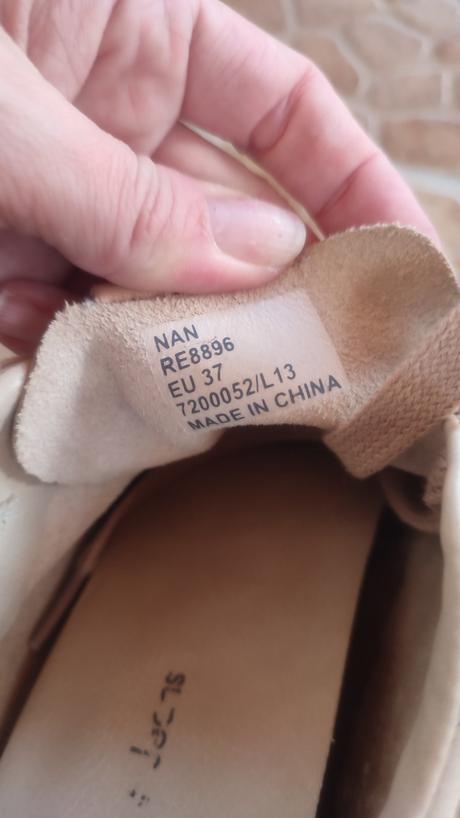 NAN
RE8896
EU 37
7200052/L13
MADE IN CHINA